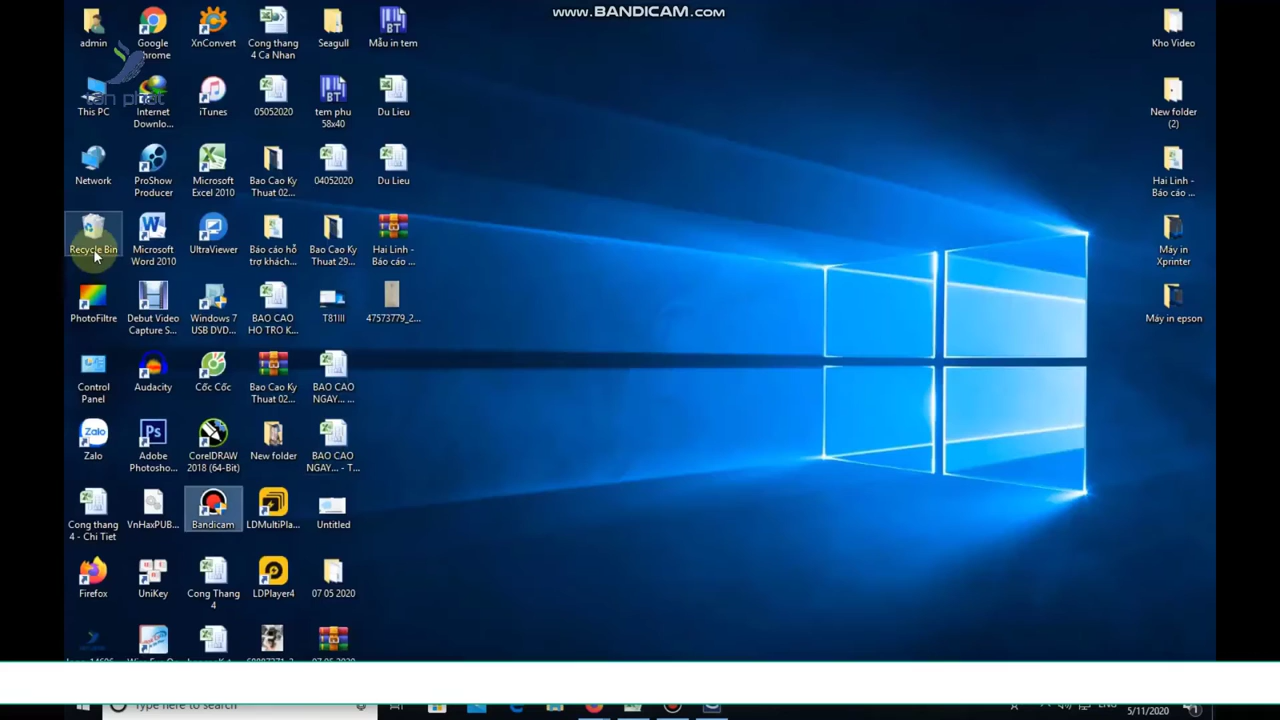 www.BANDICAM.com
admin
Google
Chrome
XnConvert
Cong thang
4 Ca Nhan
Seagull
Mẫu in tem
Kho Video
tấn phát
This PC
Internet
Downlo...
iTunes
05052020
tem phu
58x40
Du Lieu
New folder
(2)
Network
ProShow
Producer
Microsoft
Excel 2010
Bao Cao Ky
Thuat 02...
04052020
Du Lieu
Hai Linh -
Báo cáo ...
Recycle Bin
Microsoft
Word 2010
UltraViewer
Báo cáo hỗ
trợ khách...
Bao Cao Ky
Thuat 29...
Hai Linh -
Báo cáo ...
Máy in
Xprinter
PhotoFiltre
Debut Video
Capture S...
Windows 7
USB DVD...
BAO CAO
HO TRO K...
T81III
47573779_2...
Máy in epson
Control
Panel
Audacity
Cốc Cốc
Bao Cao Ky
Thuat 02...
BAO CAO
NGAY... ...
Zalo
Zalo
Ps
Adobe
Photosho...
CorelDRAW
2018 (64-Bit)
New folder
BAO CAO
NGAY... - T...
Cong thang
4 - Chi Tiet
VnHaxPUB...
Bandicam
LDMultiPla...
Untitled
Firefox
UniKey
Cong Thang
4
LDPlayer4
07 05 2020
Type here to search
ENG
5/11/2020